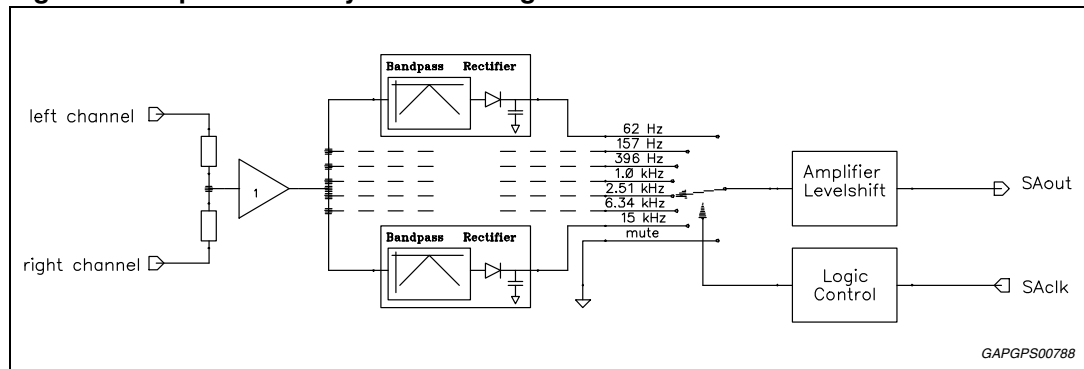 Bandpass Rectifier
left channel
62 Hz
157 Hz
396 Hz
1.0 kHz
2.51 kHz
6.34 kHz
15 kHz
mute
1
Amplifier
Levelshift
SAout
Bandpass Rectifier
right channel
Logic
Control
SAclk
GAPGPS00788